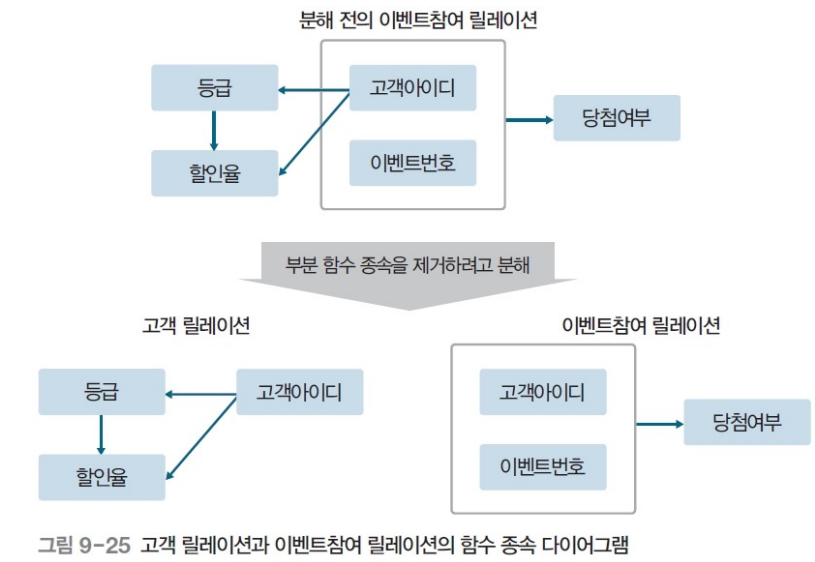 분해 전의 이벤트참여 릴레이션
등급
고객아이디
당첨여부
할인율
이벤트번호
부분 함수 종속을 제거하려고 분해
고객 릴레이션
이벤트참여 릴레이션
등급
고객아이디
할인율
고객아이디
당첨여부
이벤트번호
그림 9-25 고객 릴레이션과 이벤트참여 릴레이션의 함수 종속 다이어그램